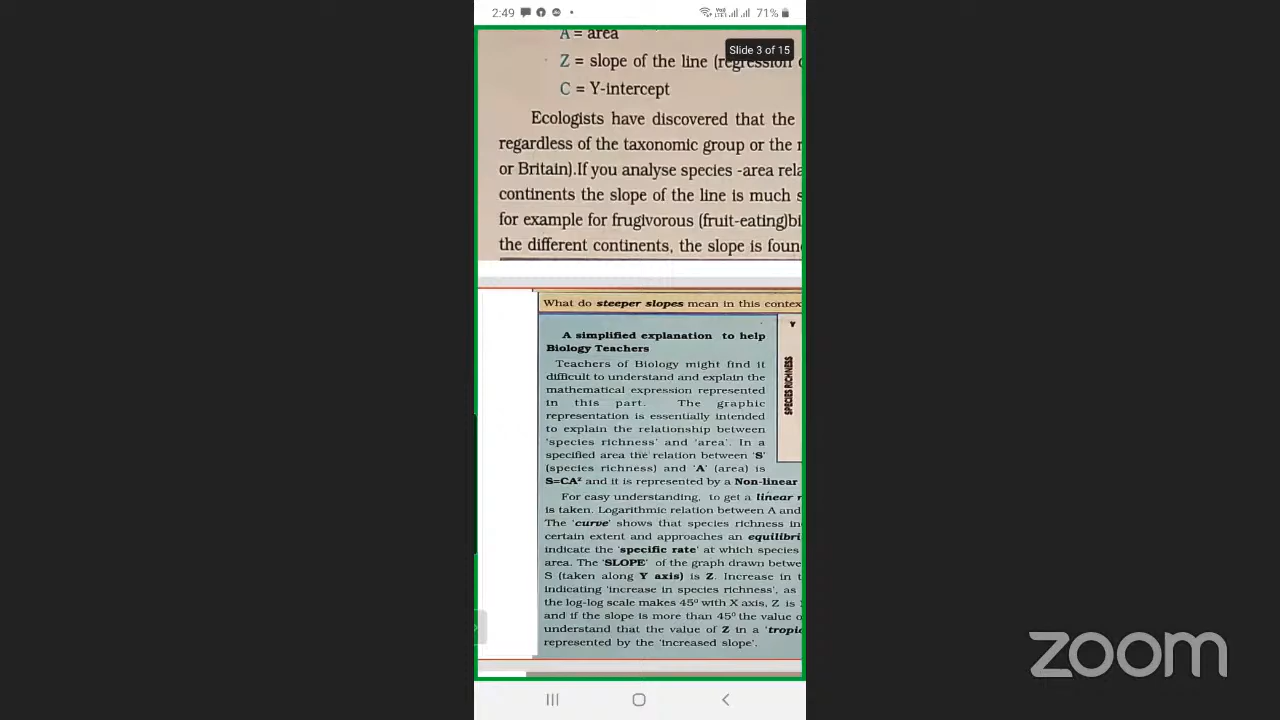 2:49
71%
Slide 3 of 15
A = area
Z = slope of the line (regression
C = Y-intercept
Ecologists have discovered that the
regardless of the taxonomic group or the
or Britain).If you analyse species -area
continents the slope of the line is much
for example for frugivorous (fruit-eating)
the different continents, the slope is
What do steeper slopes mean in this
Y
SPECIES RICHNESS
A simplified explanation to help
Biology Teachers
Teachers of Biology might find it
difficult to understand and explain the
mathematical expression represented
in this part. The graphic
representation is essentially intended
to explain the relationship between
'species richness' and 'area'. In a
specified area the relation between 'S'
(species richness) and 'A' (area) is
S=CAᶻ and it is represented by a Non-linear
For easy understanding, to get a linear
is taken. Logarithmic relation between A and
The 'curve' shows that species richness
certain extent and approaches an
indicate the 'specific rate' at which species
area. The 'SLOPE' of the graph drawn
S (taken along Y axis) is Z. Increase in
indicating 'increase in species richness', as
the log-log scale makes 45⁰ with X axis, Z is
and if the slope is more than 45⁰ the value
understand that the value of Z in a
represented by the 'increased slope'.
zoom